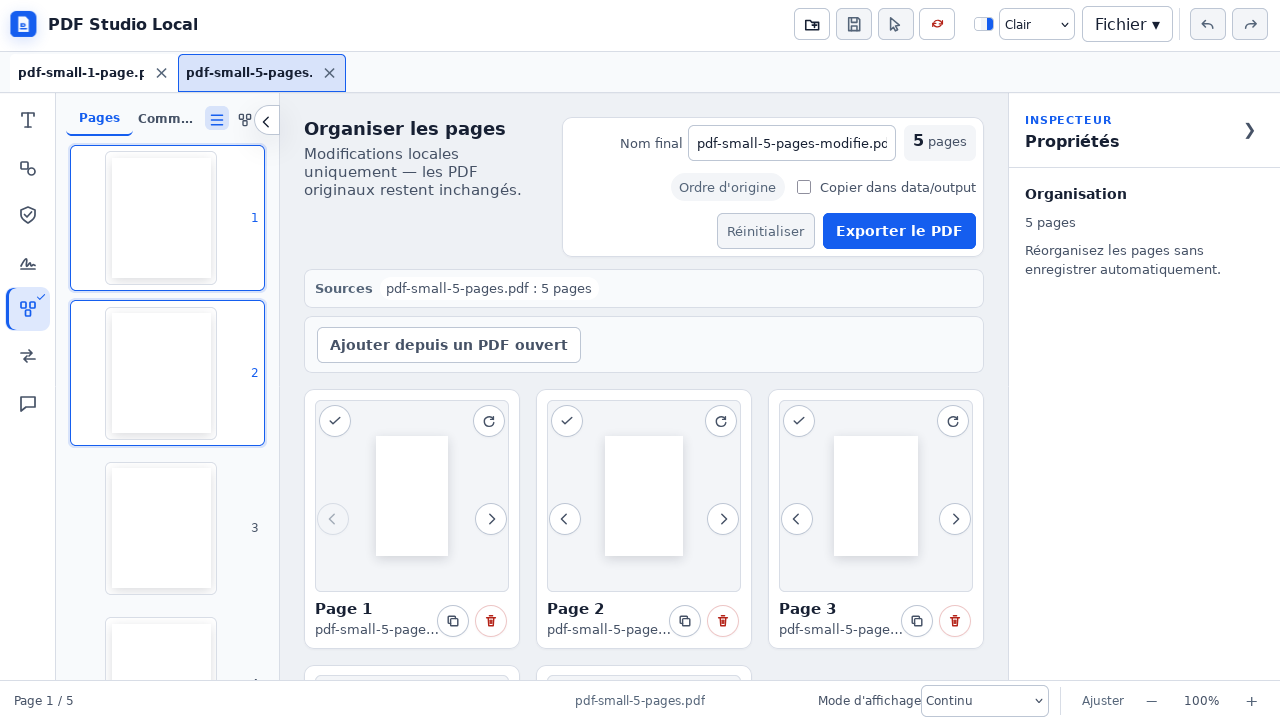 PDF Studio Local
Clair
Fichier ▾
pdf-small-1-page.p
pdf-small-5-pages.
Pages
Comm...
1
2
3
Organiser les pages
Modifications locales
uniquement — les PDF
originaux restent inchangés.
Nom final
pdf-small-5-pages-modifie.pd
5 pages
Ordre d'origine
Copier dans data/output
Réinitialiser
Exporter le PDF
Sources
pdf-small-5-pages.pdf : 5 pages
Ajouter depuis un PDF ouvert
Page 1
pdf-small-5-page...
Page 2
pdf-small-5-page...
Page 3
pdf-small-5-page...
INSPECTEUR
Propriétés
Organisation
5 pages
Réorganisez les pages sans
enregistrer automatiquement.
Page 1 / 5
pdf-small-5-pages.pdf
Mode d'affichage
Continu
Ajuster
100%